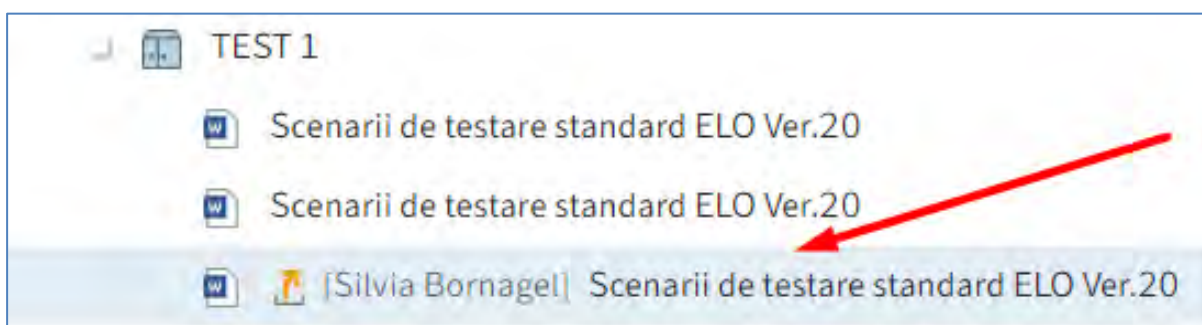 TEST 1
Scenarii de testare standard ELO Ver.20
Scenarii de testare standard ELO Ver.20
[Silvia Bornagel] Scenarii de testare standard ELO Ver.20